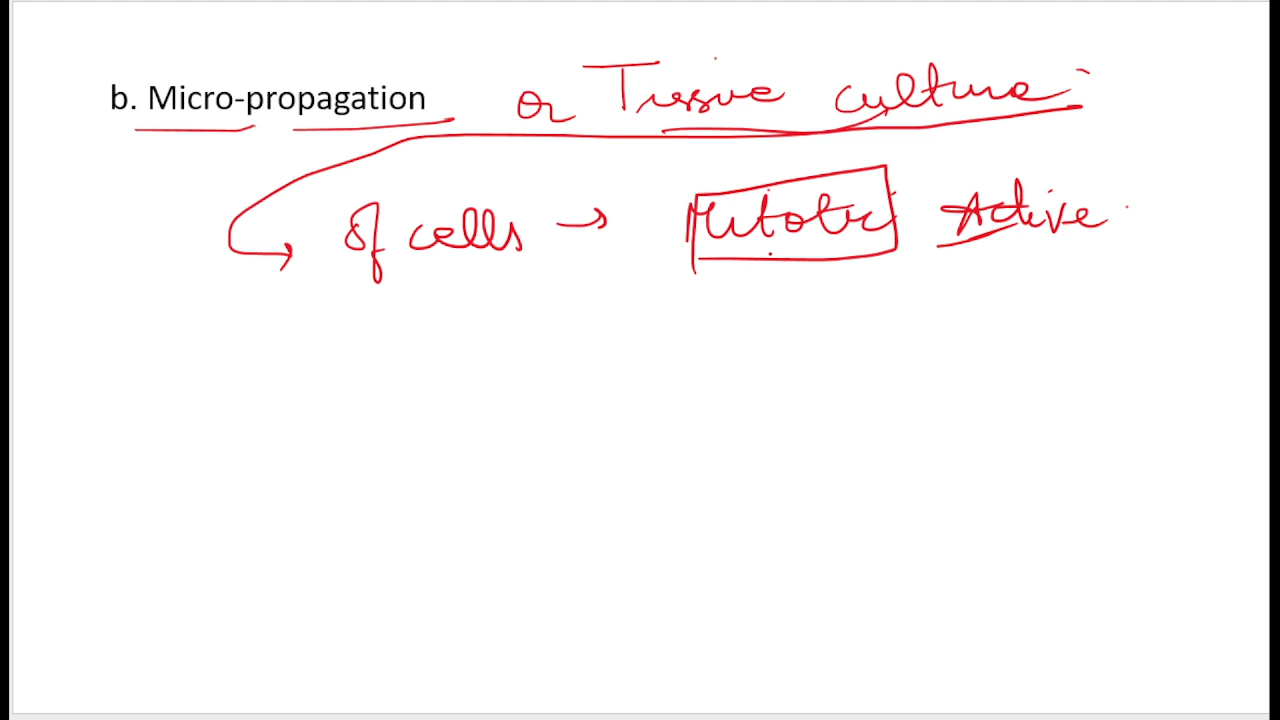 b. Micro-propagation or Tissue culture
of cells → Mitotic Active